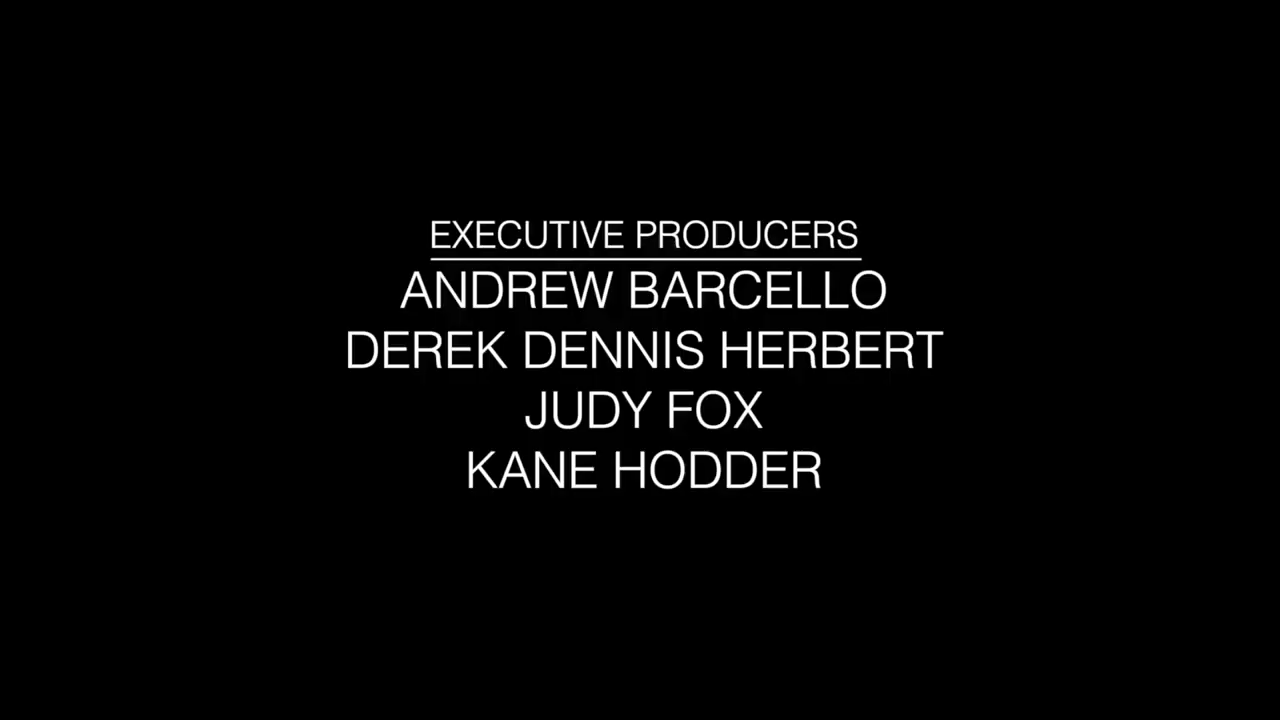 EXECUTIVE PRODUCERS
ANDREW BARCELLO
DEREK DENNIS HERBERT
JUDY FOX
KANE HODDER